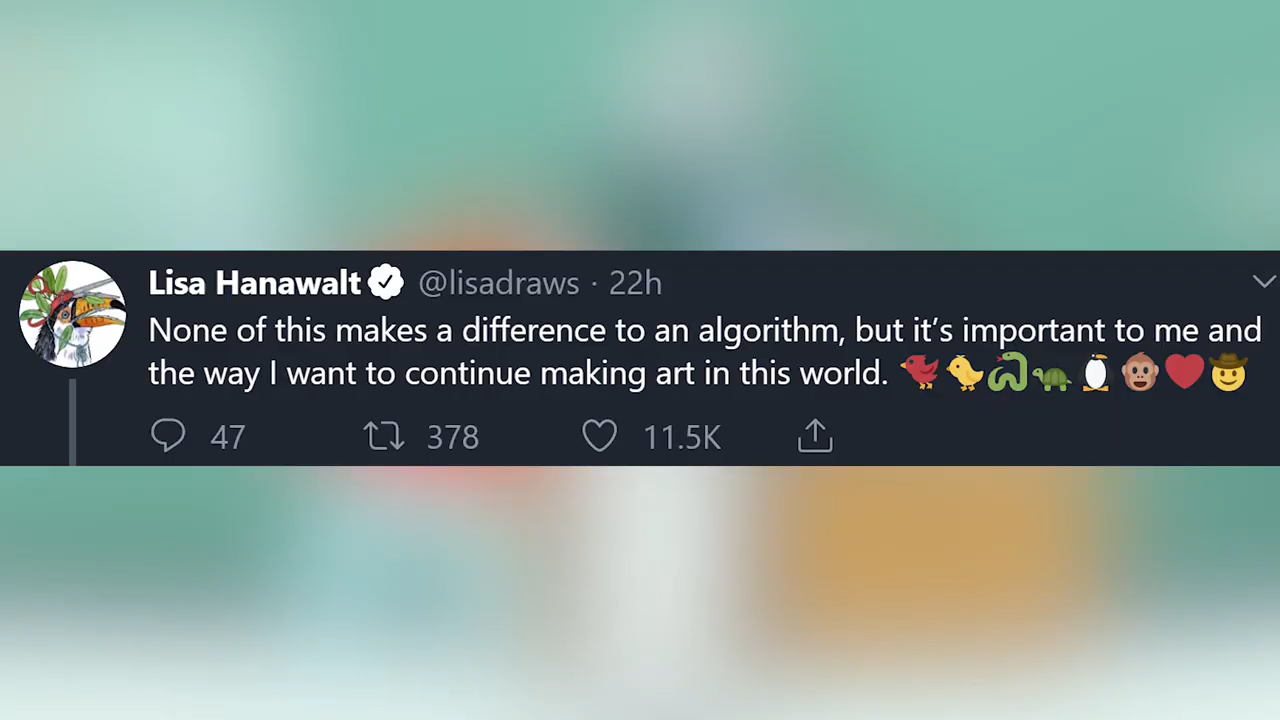 Lisa Hanawalt @lisadraws · 22h
None of this makes a difference to an algorithm, but it’s important to me and
the way I want to continue making art in this world. 🐦🐤🐍🐢🐧🐵❤️🤠
47 378 11.5K